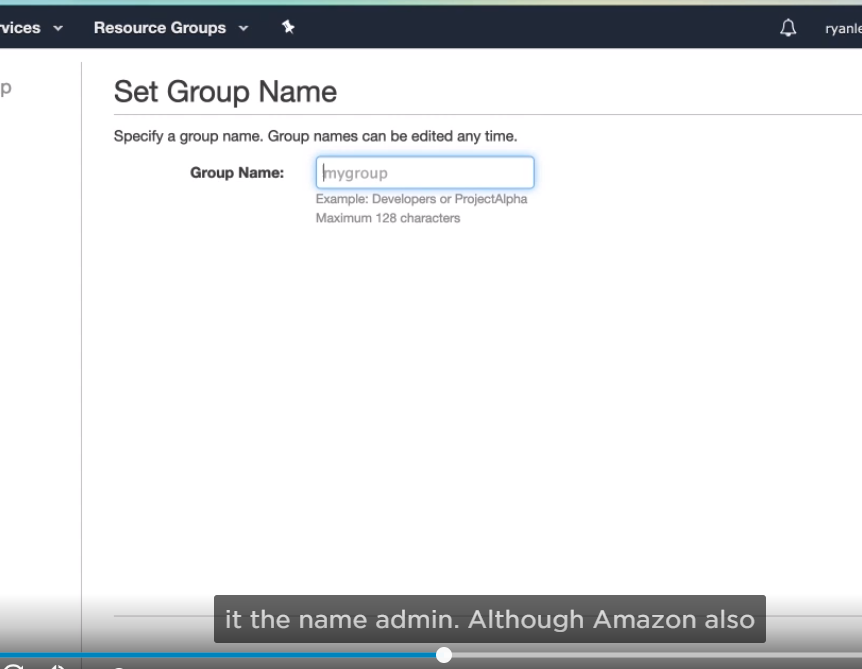 rvices Resource Groups ryanle
p
Set Group Name
Specify a group name. Group names can be edited any time.
Group Name: mygroup
Example: Developers or ProjectAlpha
Maximum 128 characters
it the name admin. Although Amazon also